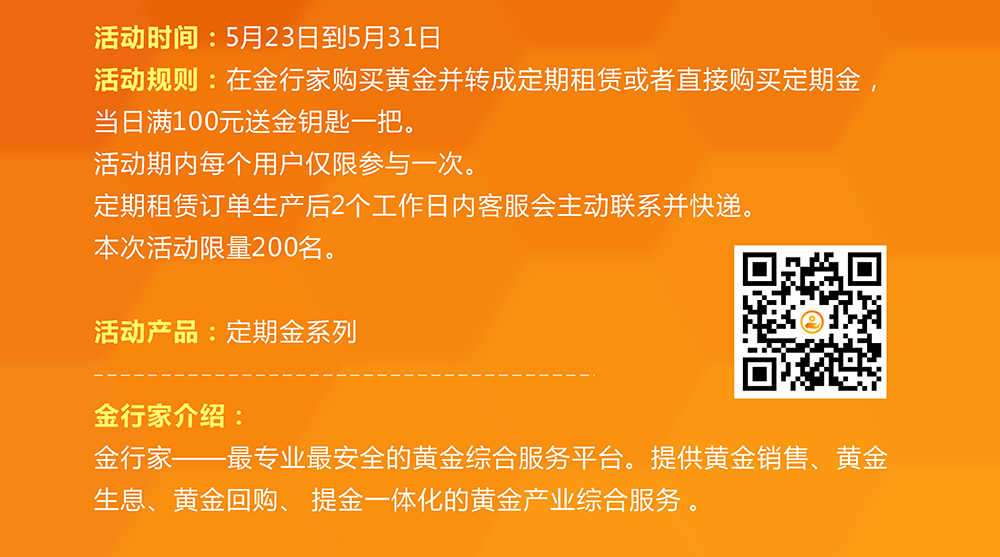 活动时间：5月23日到5月31日
活动规则：在金行家购买黄金并转成定期租赁或者直接购买定期金，
当日满100元送金钥匙一把。
活动期内每个用户仅限参与一次。
定期租赁订单生产后2个工作日内客服会主动联系并快递。
本次活动限量200名。
活动产品：定期金系列
金行家介绍：
金行家——最专业最安全的黄金综合服务平台。提供黄金销售、黄金
生息、黄金回购、 提金一体化的黄金产业综合服务 。